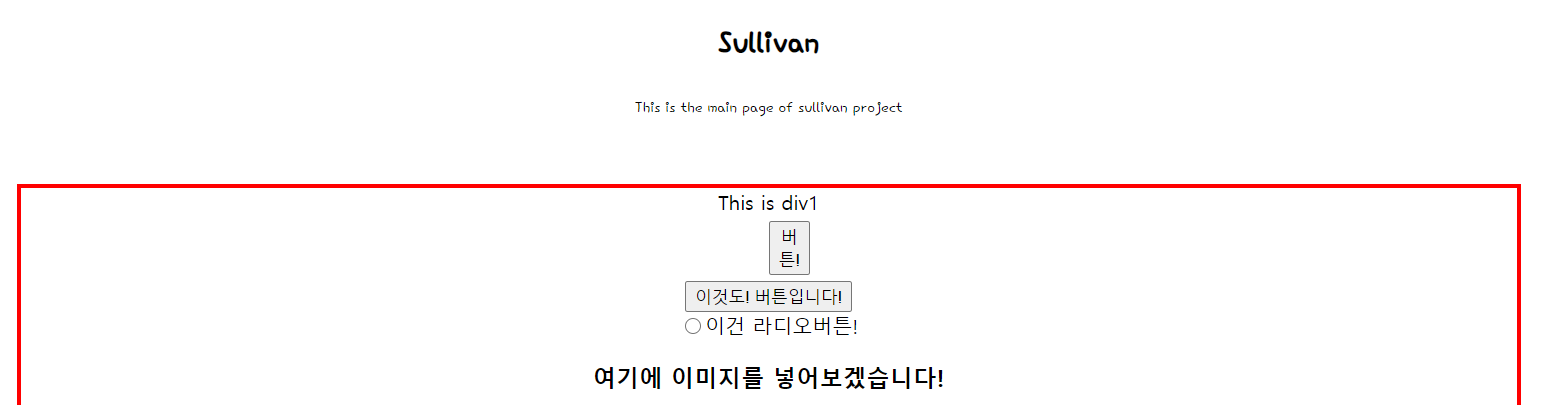 Sullivan
This is the main page of sullivan project
This is div1
버
튼!
이것도! 버튼입니다!
이건 라디오버튼!
여기에 이미지를 넣어보겠습니다!